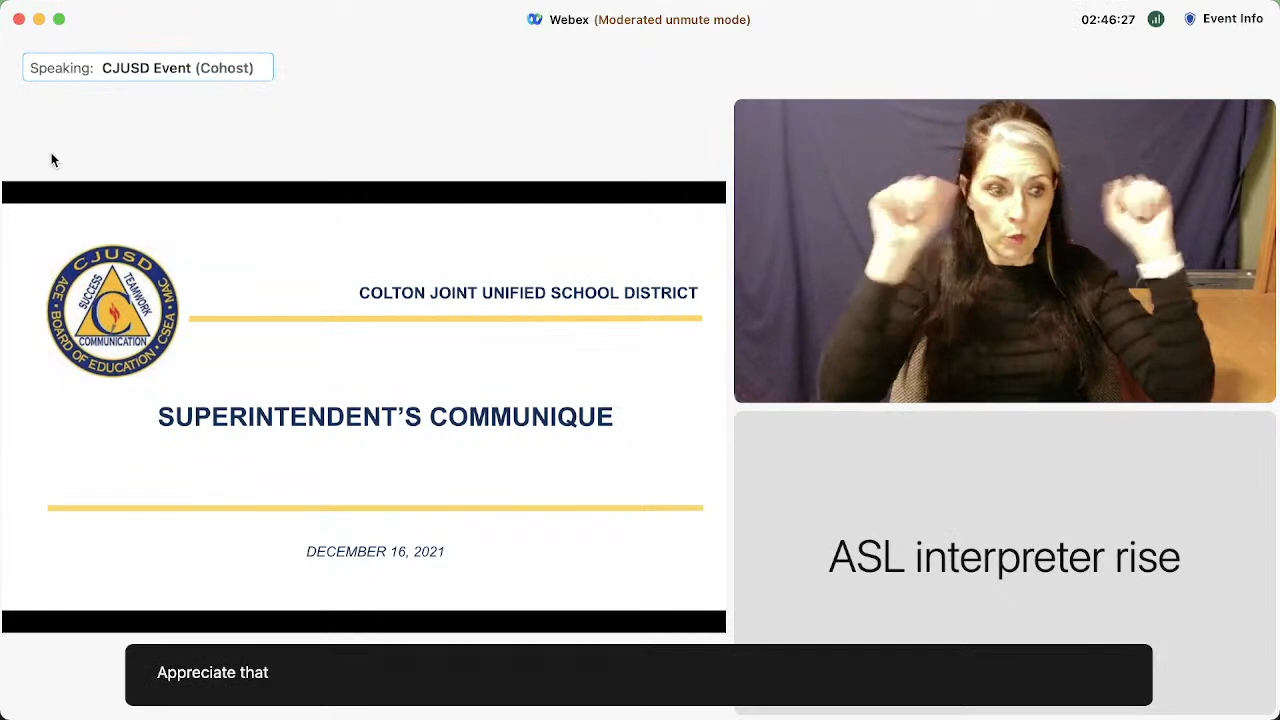 Webex (Moderated unmute mode)
02:46:27
Event Info
Speaking: CJUSD Event (Cohost)
CJUSD
ACE • BOARD OF EDUCATION • CSEA • MAC
SUCCESS
TEAMWORK
C
COMMUNICATION
COLTON JOINT UNIFIED SCHOOL DISTRICT
SUPERINTENDENT'S COMMUNIQUE
DECEMBER 16, 2021
ASL interpreter rise
Appreciate that